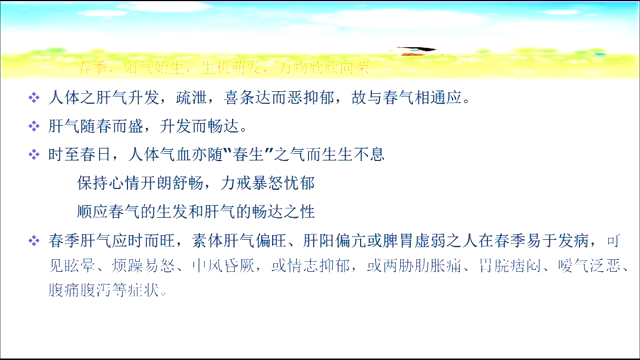 春季，阳气始生，生机萌发，万物欣欣向荣
人体之肝气升发，疏泄，喜条达而恶抑郁，故与春气相通应。
肝气随春而盛，升发而畅达。
时至春日，人体气血亦随“春生”之气而生生不息
保持心情开朗舒畅，力戒暴怒忧郁
顺应春气的生发和肝气的畅达之性
春季肝气应时而旺，素体肝气偏旺、肝阳偏亢或脾胃虚弱之人在春季易于发病，可
见眩晕、烦躁易怒、中风昏厥，或情志抑郁，或两胁肋胀痛、胃脘痞闷、嗳气泛恶、
腹痛腹泻等症状。